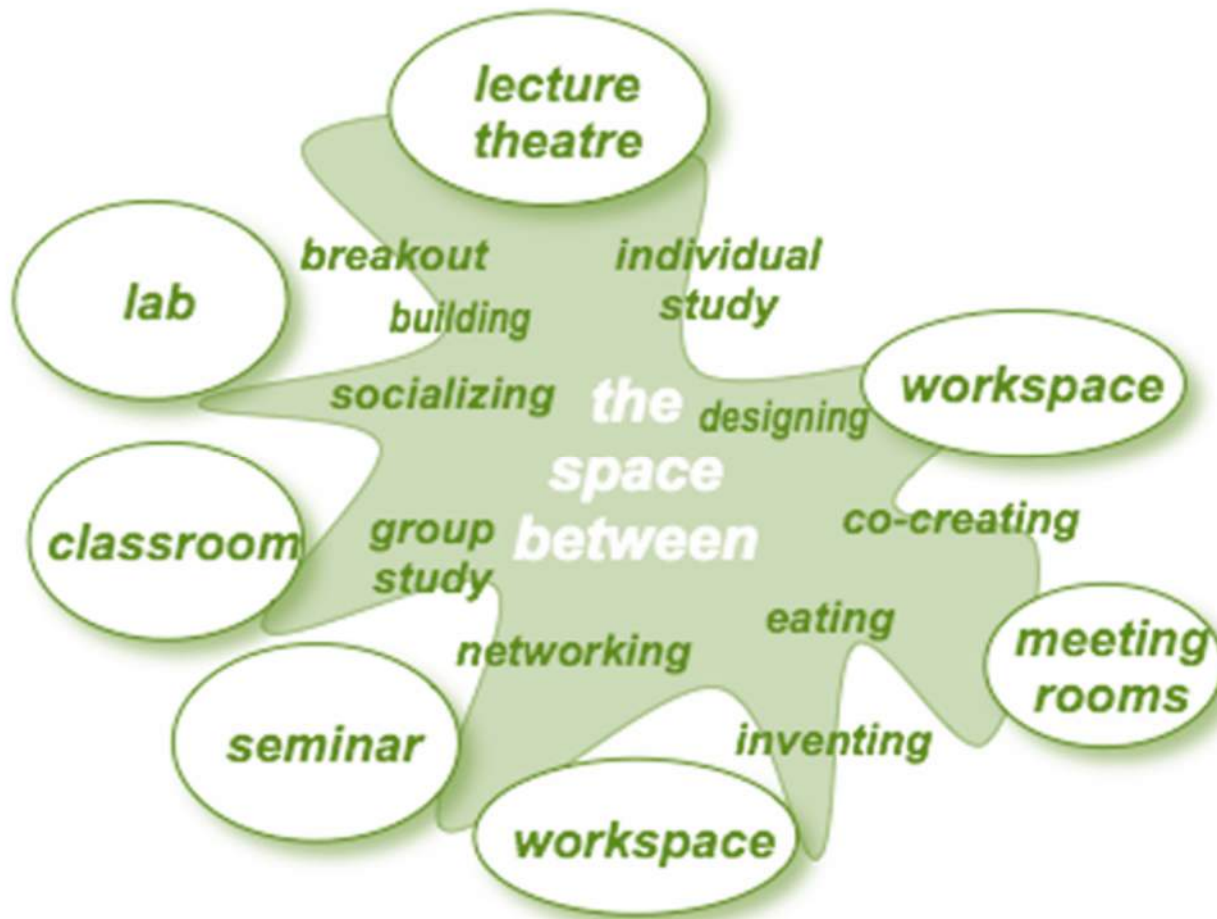 lecture
theatre
breakout
individual
study
lab
building
socializing
the
space
between
designing
workspace
classroom
group
study
co-creating
networking
eating
meeting
rooms
seminar
inventing
workspace